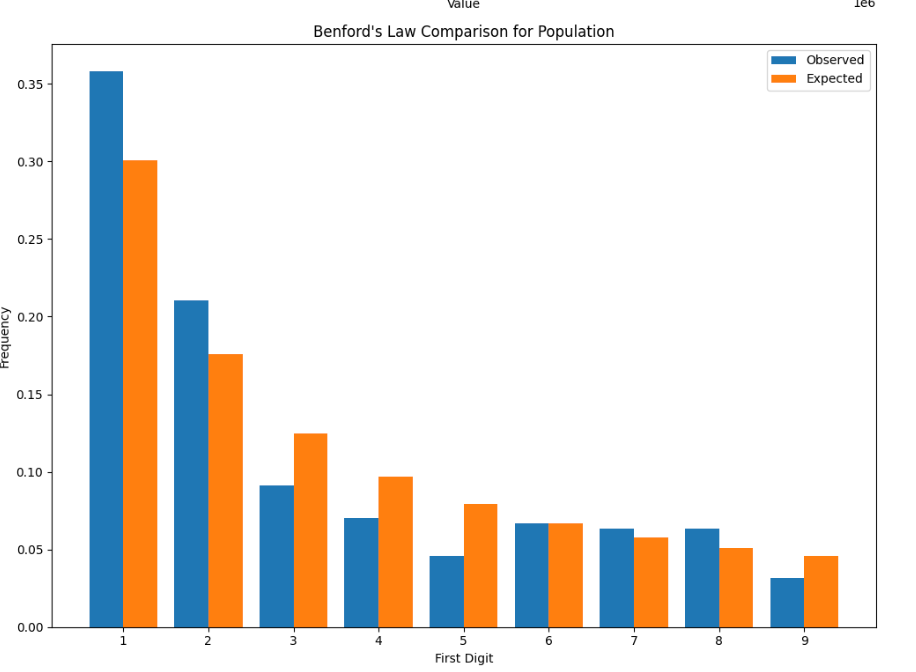 Value
1e6
Benford's Law Comparison for Population
Observed
Expected
Frequency
0.35
0.30
0.25
0.20
0.15
0.10
0.05
0.00
1 2 3 4 5 6 7 8 9
First Digit